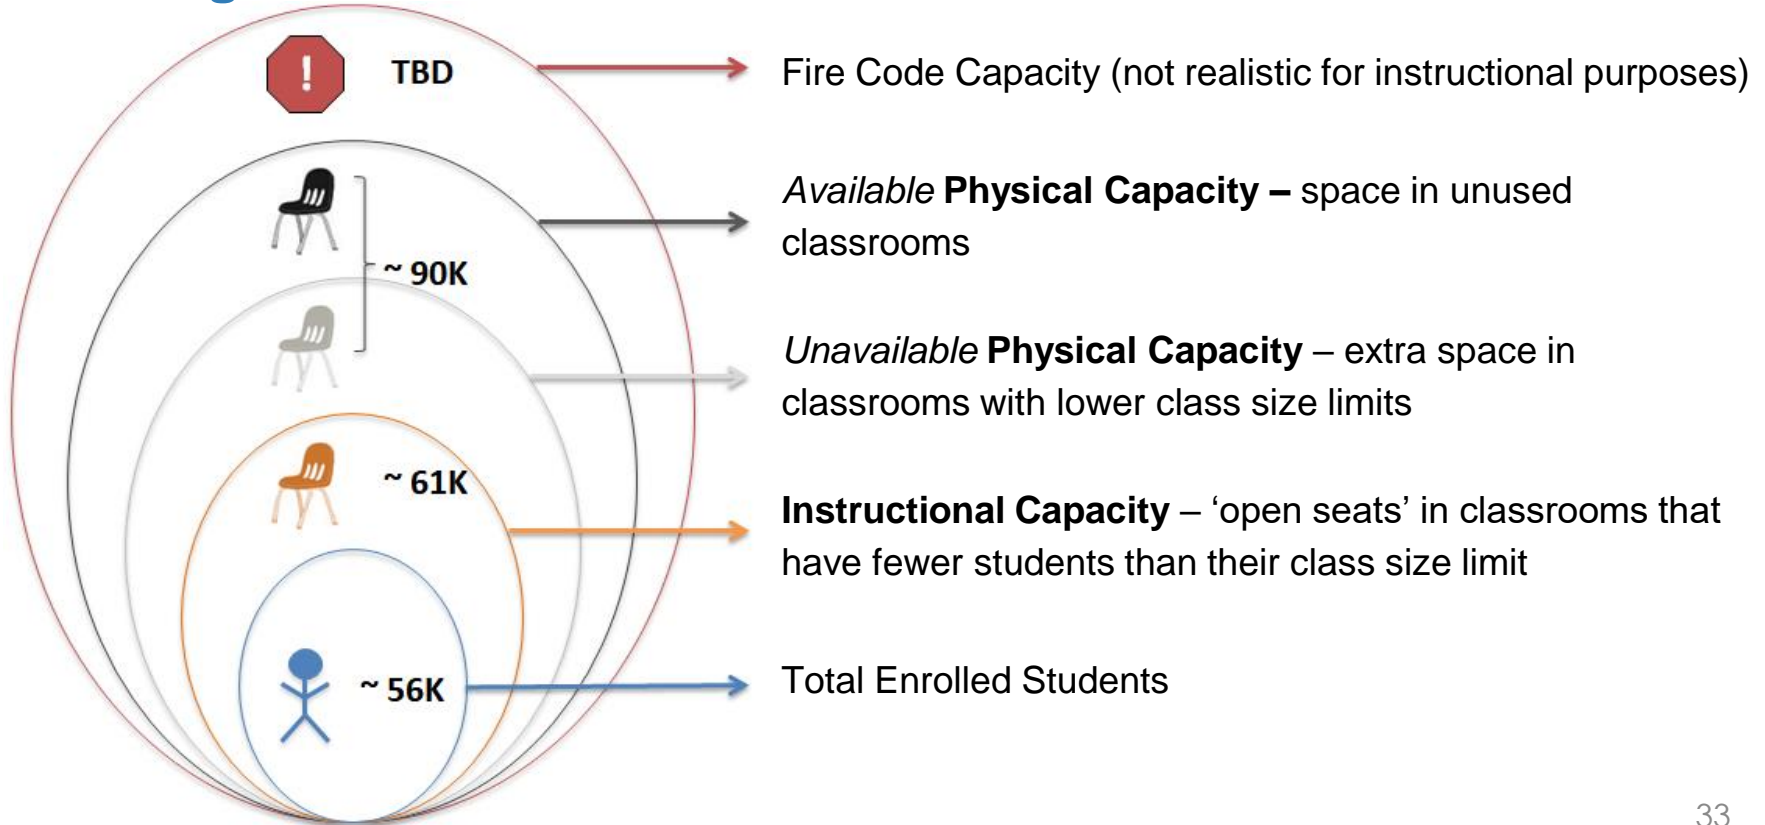 ! TBD
Fire Code Capacity (not realistic for instructional purposes)
Available Physical Capacity – space in unused
classrooms
~ 90K
Unavailable Physical Capacity – extra space in
classrooms with lower class size limits
~ 61K
Instructional Capacity – ‘open seats’ in classrooms that
have fewer students than their class size limit
~ 56K
Total Enrolled Students
33